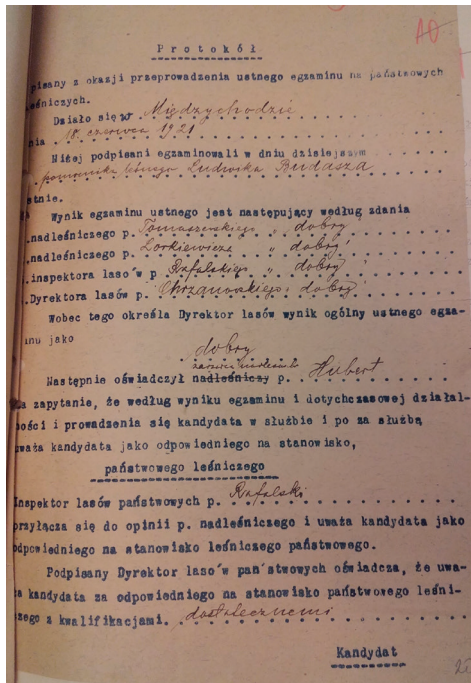 A0
Protokół
pisany z okazji przeprowadzenia ustnego egzaminu na państwowych
leśniczych.
Działo się w Międzychodzie
nia 18. czerwca 1921
Niżej podpisani egzaminowali w dniu dzisiejszym
pomocnika leśnego Ludwika Budasza
stnie.
Wynik egzaminu ustnego jest następujący według zdania
.nadleśniczego p. Tomaszewskiego „ dobry
.nadleśniczego p. Lorkiewicza „ dobry
.inspektora lasów p Rafalskiego „ dobry
.Dyrektora lasów p. Chrzanowskiego: dobry
Wobec tego określa Dyrektor lasów wynik ogólny ustnego egza-
inu jako
dobry
Następnie oświadczył nadleśniczy p. Hubert
na zapytanie, że według wyniku egzaminu i dotychczasowej działal-
ności i prowadzenia się kandydata w służbie i po za służbą
uważa kandydata jako odpowiedniego na stanowisko,
państwowego leśniczego
Inspektor lasów państwowych p. Rafalski
przyłącza się do opinii p. nadleśniczego i uważa kandydata jako
odpowiedniego na stanowisko leśniczego państwowego.
Podpisany Dyrektor lasów państwowych oświadcza, że uwa-
za kandydata za odpowiedniego na stanowisko państwowego leśni-
czego z kwalifikacjami. dostatecznemi
Kandydat